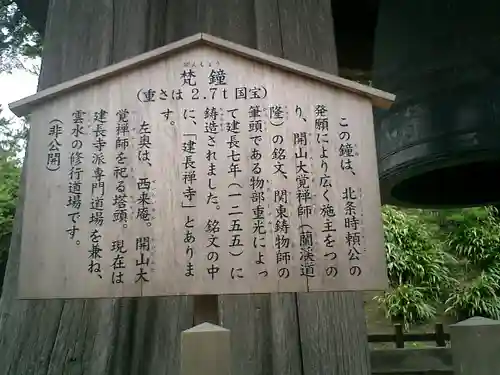 ぼんしょう
梵鐘
(重さは2.7t国宝)
この鐘は、北条時頼公の
発願により広く施主をつの
り、開山大覚禅師(蘭渓道
隆)の銘文、関東鋳物師の
筆頭である物部重光によっ
て建長七年(一二五五)に
鋳造されました。銘文の中
に、「建長禅寺」とありま
す。
左奥は、西来庵。開山大
覚禅師を祀る塔頭。現在は
建長寺派専門道場を兼ね、
雲水の修行道場です。
(非公開)